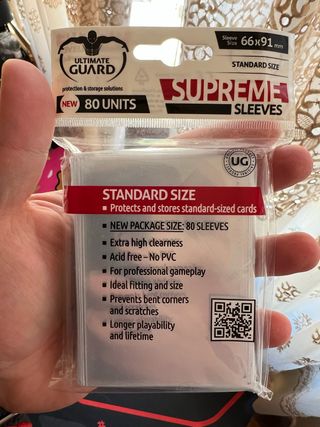 Sleeve Size 66x91mm
STANDARD SIZE
ULTIMATE
GUARD
protection & storage solutions
NEW 80 UNITS
SUPREME
SLEEVES
UG
STANDARD SIZE
Protects and stores standard-sized cards
NEW PACKAGE SIZE: 80 SLEEVES
Extra high clearness
Acid free – No PVC
For professional gameplay
Ideal fitting and size
Prevents bent corners
and scratches
Longer playability
and lifetime